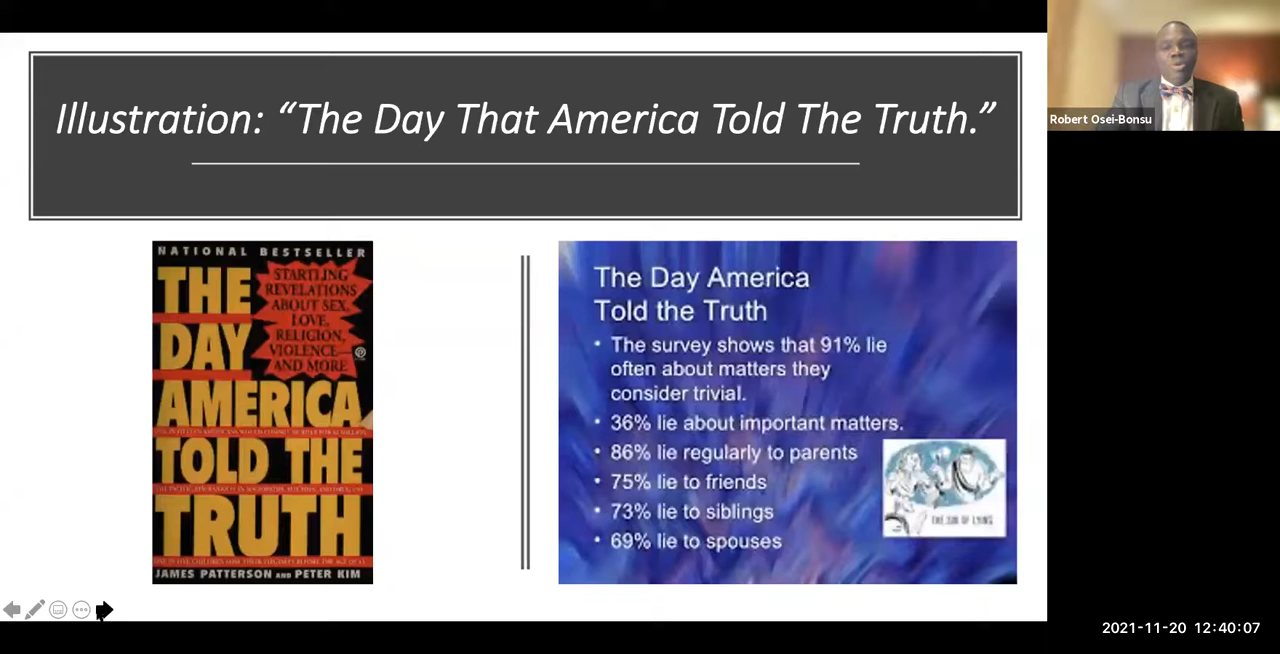 Illustration: “The Day That America Told The Truth.”
Robert Osei-Bonsu
NATIONAL BESTSELLER
THE
DAY
AMERICA
TOLD THE
TRUTH
STARTLING
REVELATIONS
ABOUT SEX,
LOVE,
RELIGION,
VIOLENCE—
AND MORE
JAMES PATTERSON AND PETER KIM
The Day America
Told the Truth
• The survey shows that 91% lie
often about matters they
consider trivial.
• 36% lie about important matters.
• 86% lie regularly to parents
• 75% lie to friends
• 73% lie to siblings
• 69% lie to spouses
THE SIN OF LYING
2021-11-20 12:40:07